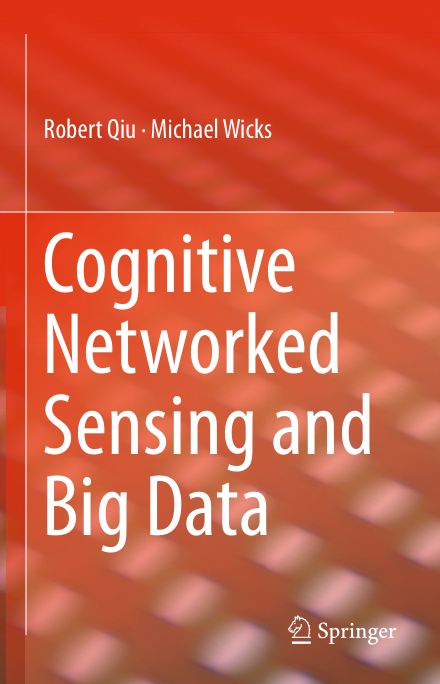 Robert Qiu · Michael Wicks
Cognitive
Networked
Sensing and
Big Data
Springer